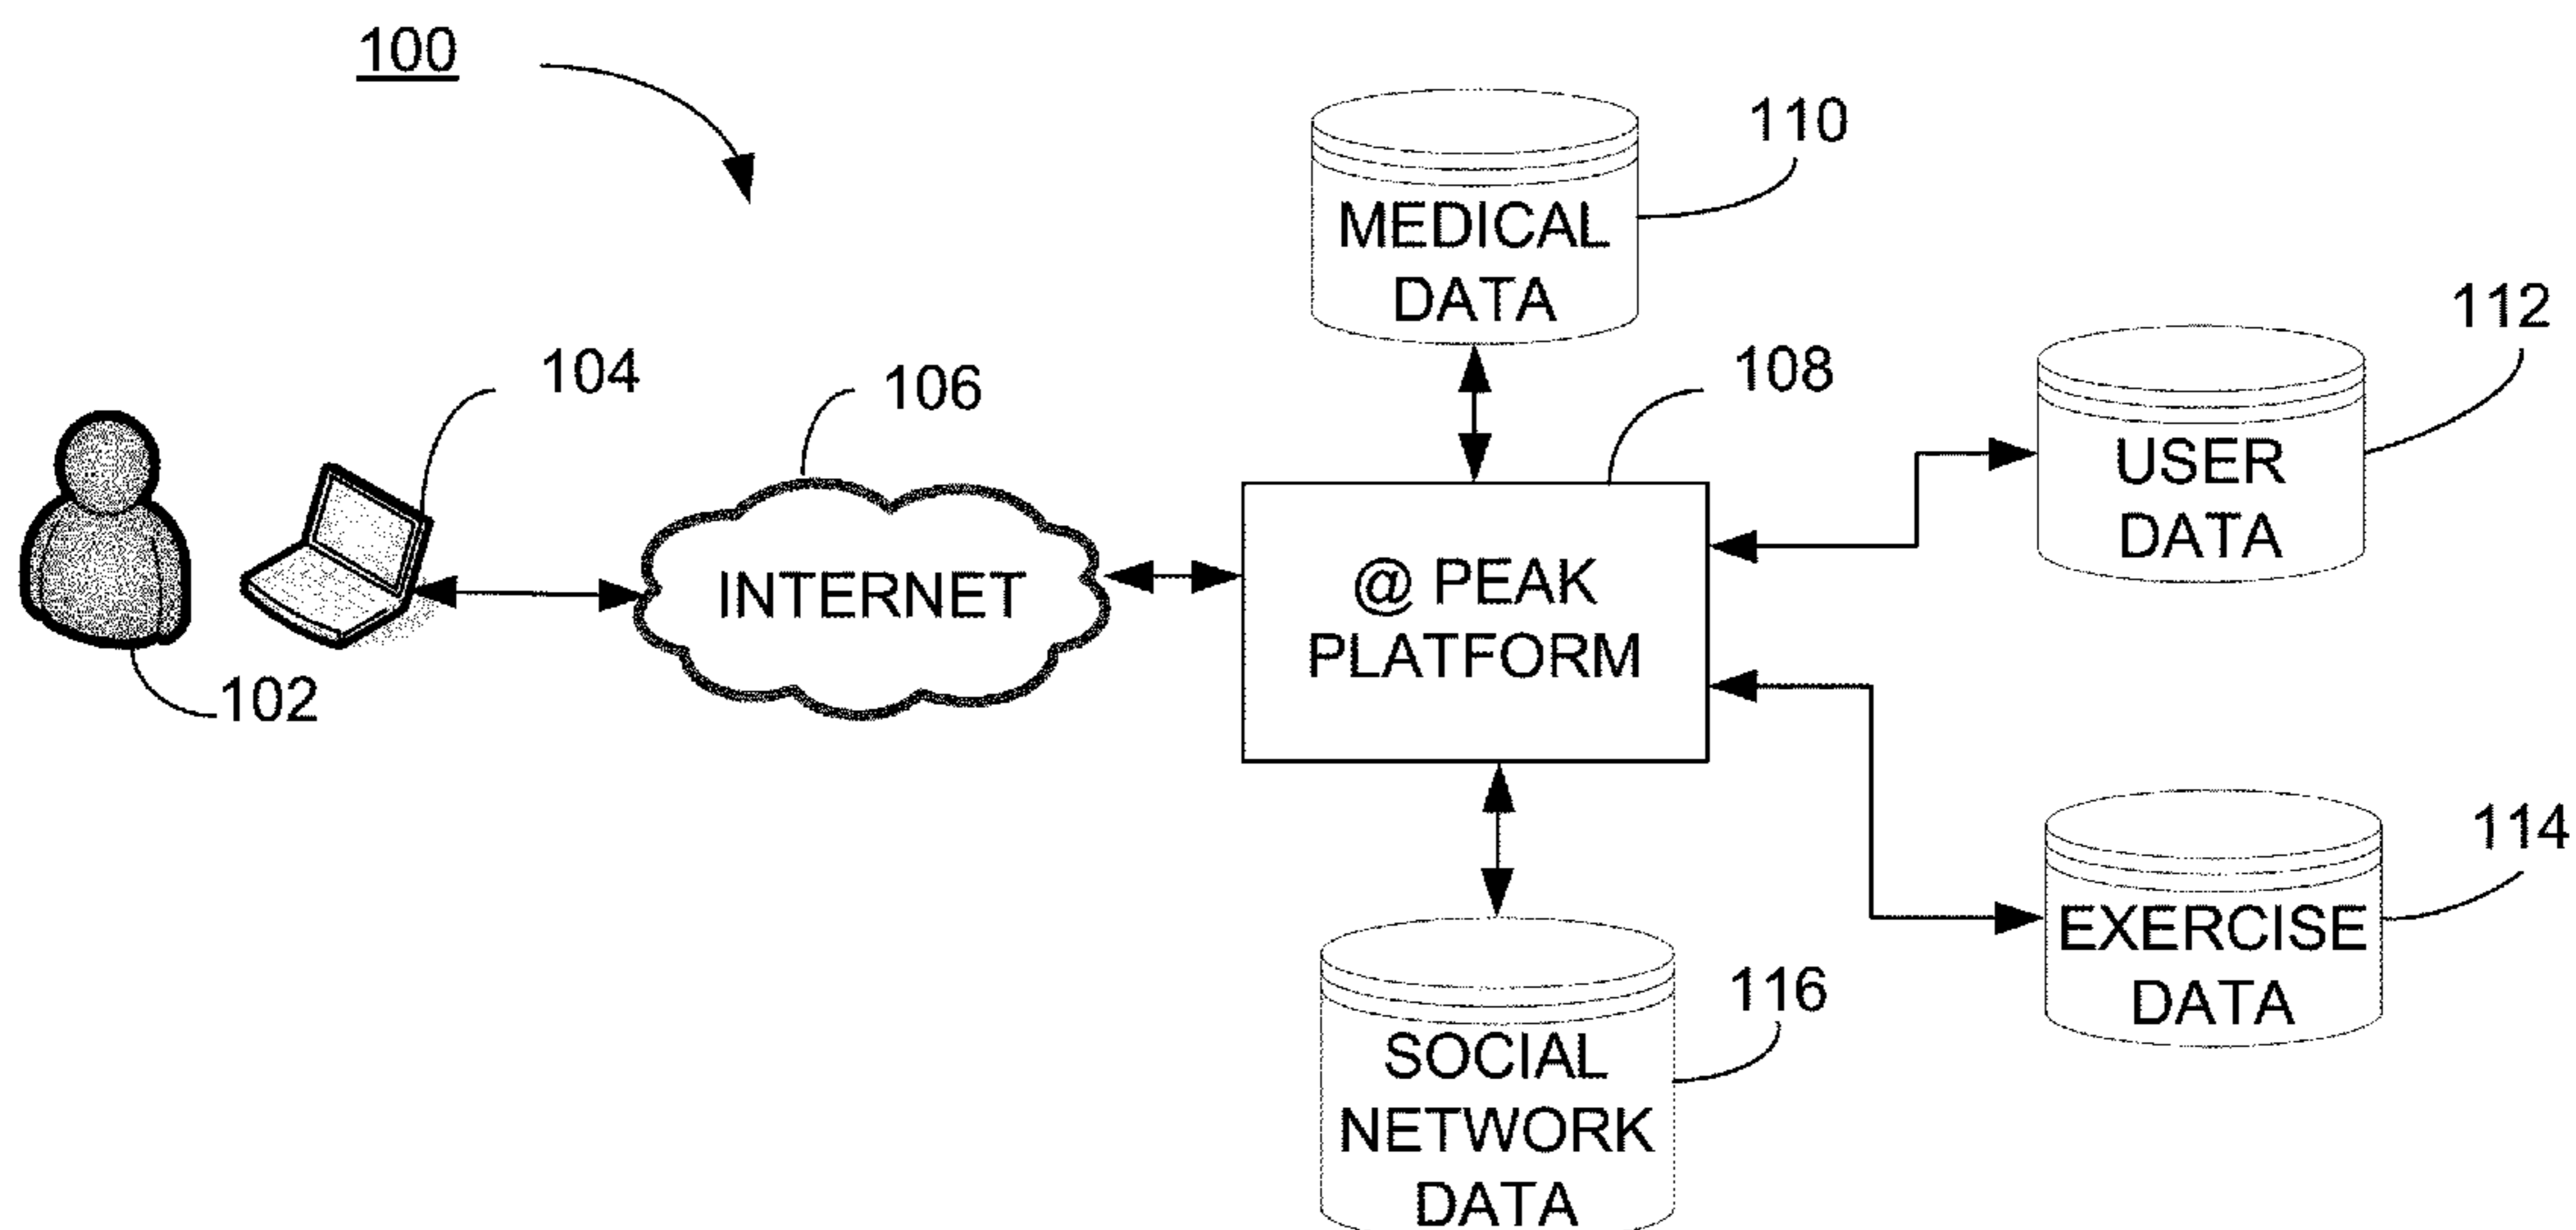 100
110
MEDICAL
DATA
112
104
106
108
USER
DATA
INTERNET
@ PEAK
PLATFORM
102
114
EXERCISE
DATA
116
SOCIAL
NETWORK
DATA